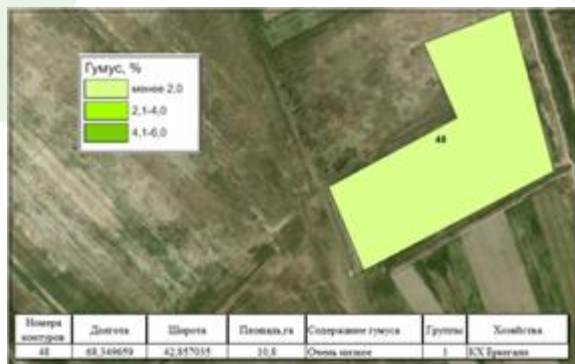 Гумус, %
менее 2,0
2,1-4,0
4,1-6,0
48
Номера контуров Долгота Широта Площадь,га Содержание гумуса Группы Хозяйства
48 68,349659 42,857035 10,8 Очень низкое 1 КХ